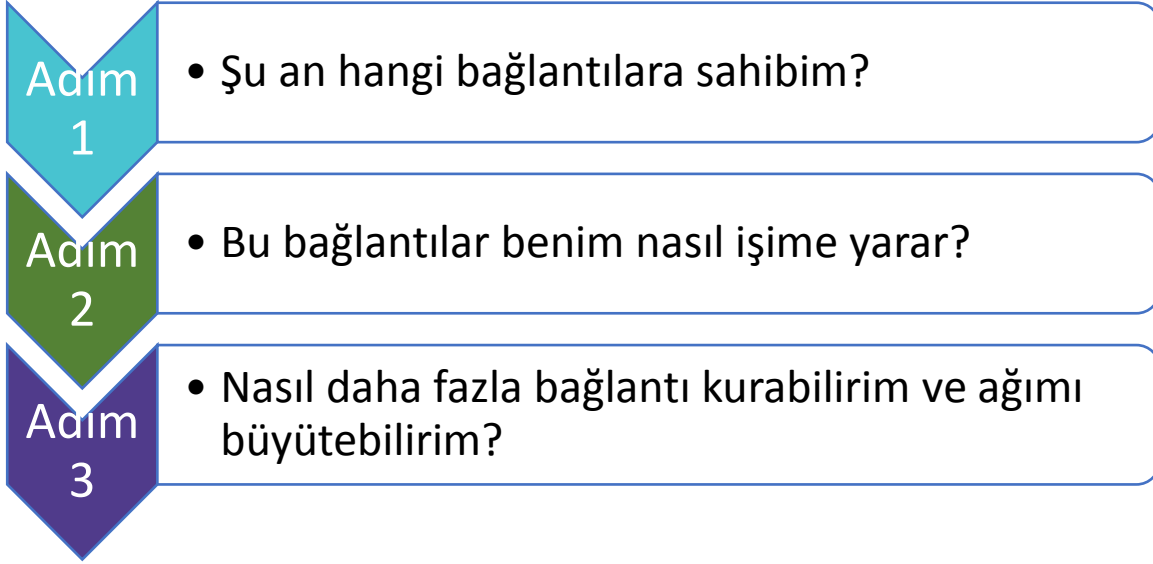 Adım
1
• Şu an hangi bağlantılara sahibim?
Adım
2
• Bu bağlantılar benim nasıl işime yarar?
Adım
3
• Nasıl daha fazla bağlantı kurabilirim ve ağımı
büyütebilirim?